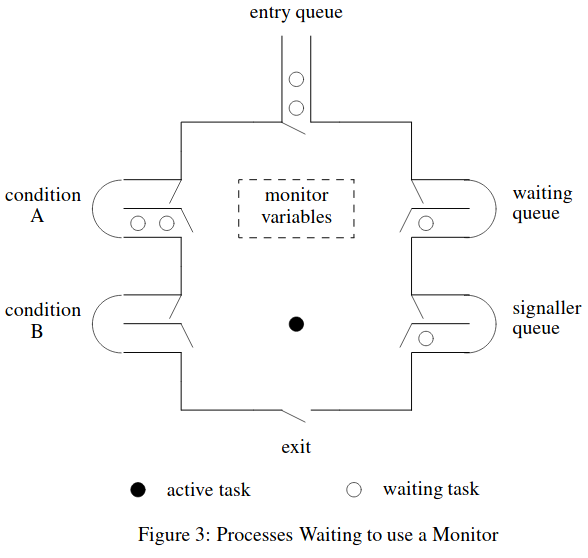 entry queue
condition
A
monitor
variables
waiting
queue
condition
B
signaller
queue
exit
active task
waiting task
Figure 3: Processes Waiting to use a Monitor